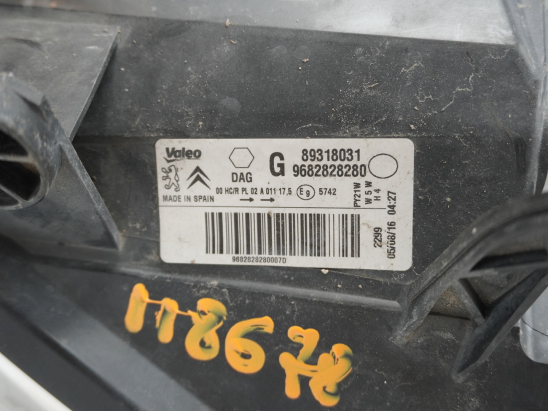 Valeo
DAG
G
89318031
9682828280
00 HC/R PL 02 A 011 17,5
E9
5742
MADE IN SPAIN
PY21W
W5W
H4
9682828280007D
2299
05/08/16 04:27
M8678